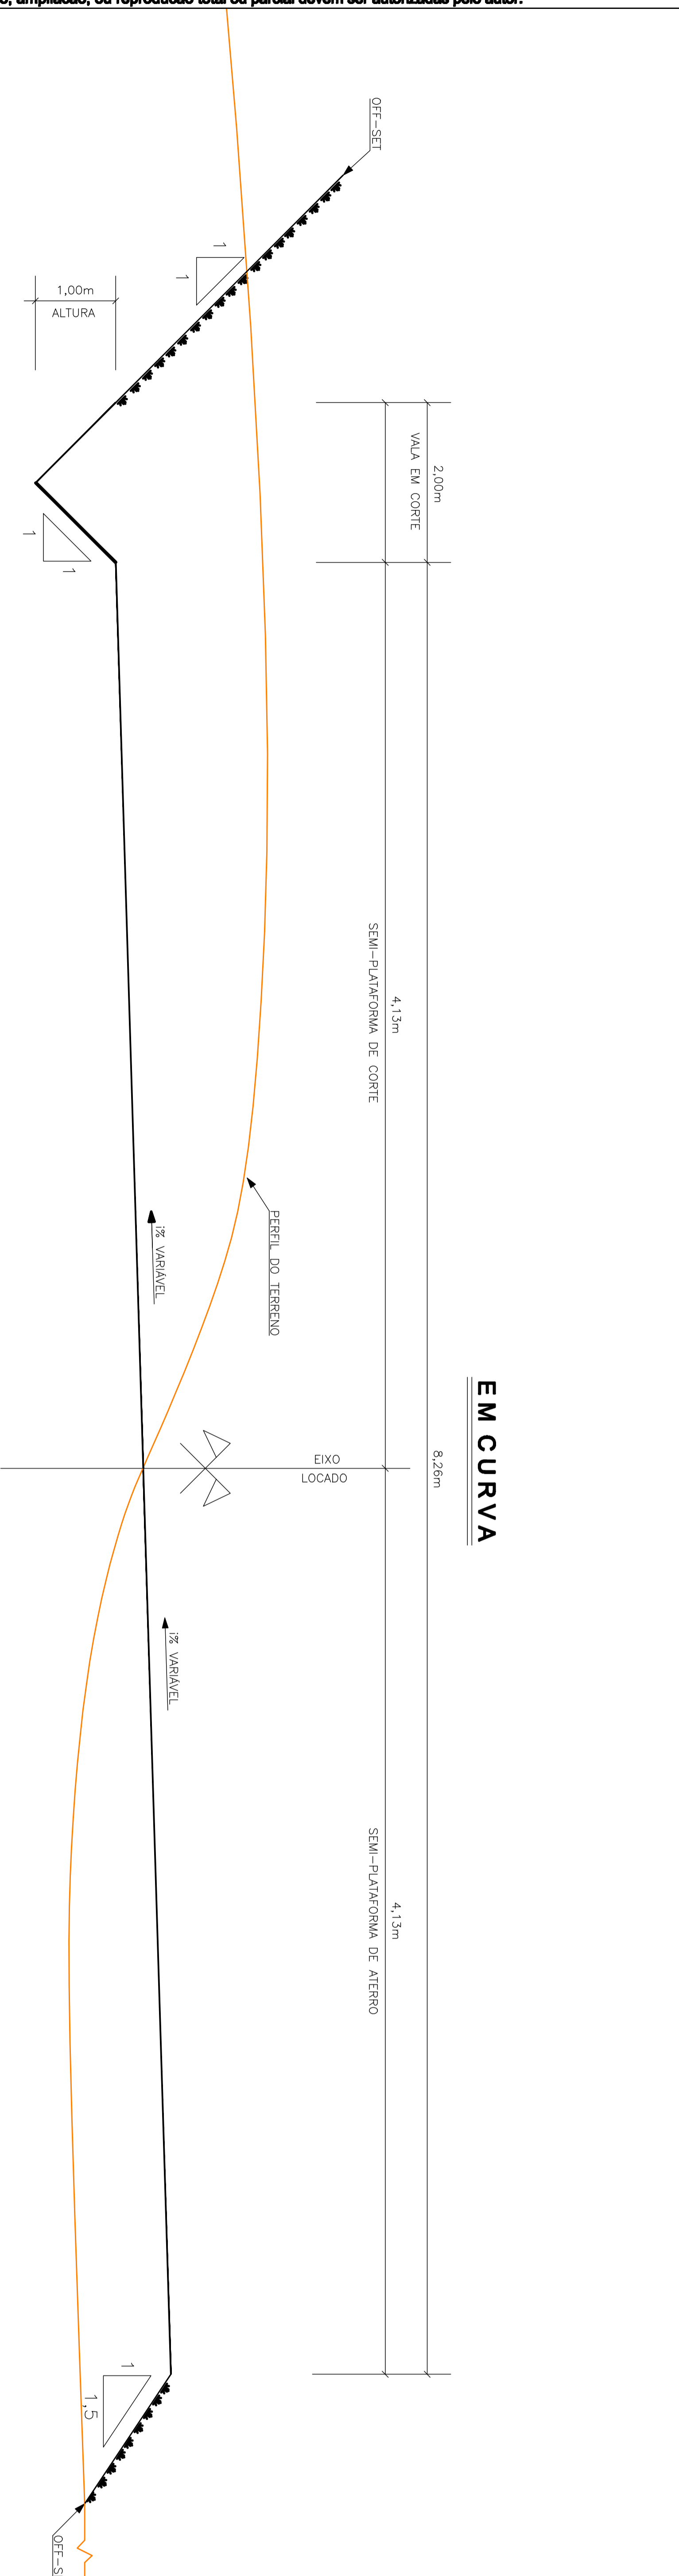 ampliacão, ou reprodução total ou parcial devem ser autorizadas pelo autor.
EM CURVA
OFF-SET
1
1
1,00m
ALTURA
2,00m
VALA EM CORTE
1
1
4,13m
SEMI-PLATAFORMA DE CORTE
PERFIL DO TERRENO
i% VARIÁVEL
8,26m
EIXO
LOCADO
i% VARIÁVEL
4,13m
SEMI-PLATAFORMA DE ATERRO
1
1,5
OFF-S